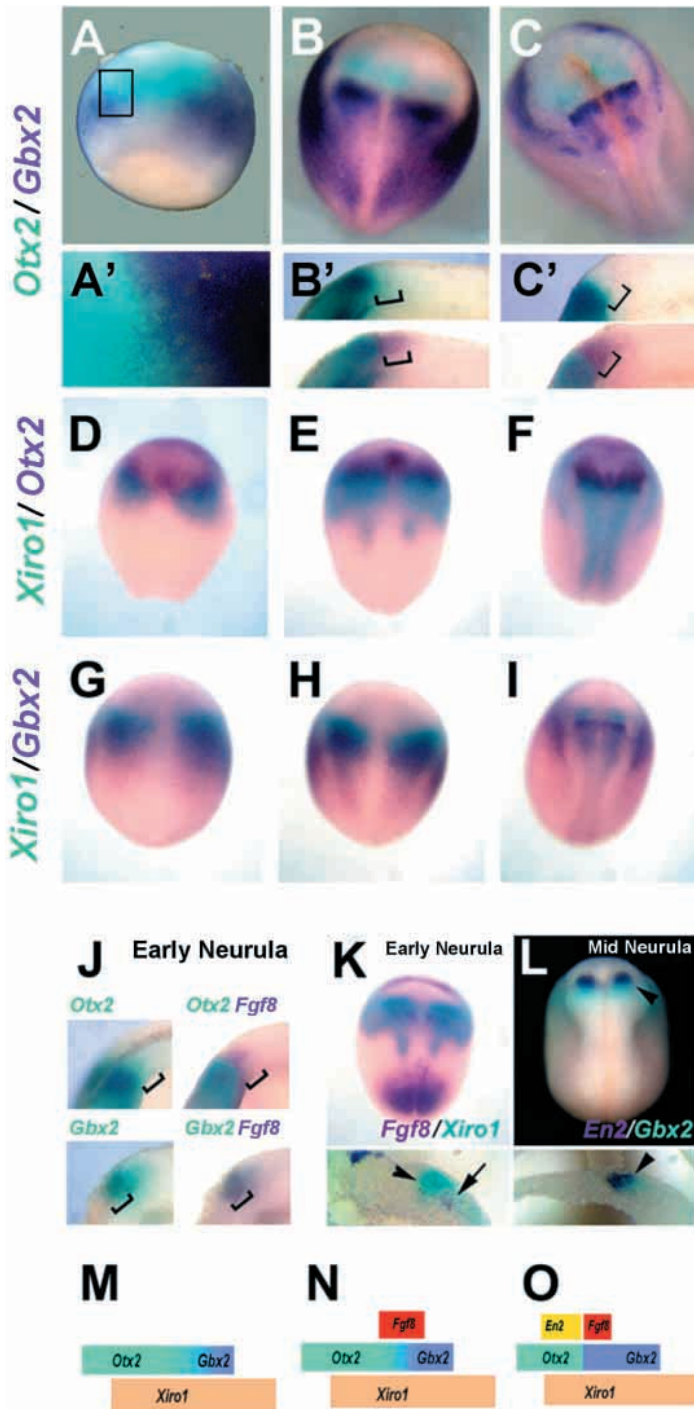 A
B
C
Otx2/Gbx2
A'
B'
C'
D
E
F
Xiro1/Otx2
G
H
I
Xiro1/Gbx2
J
Early Neurula
K
Early Neurula
L
Mid Neurula
Otx2
Otx2 Fgf8
Gbx2
Gbx2 Fgf8
Fgf8/Xiro1
En2/Gbx2
M
N
O
Fgf8
En2
Fgf8
Otx2
Gbx2
Otx2
Gbx2
Otx2
Gbx2
Xiro1
Xiro1
Xiro1